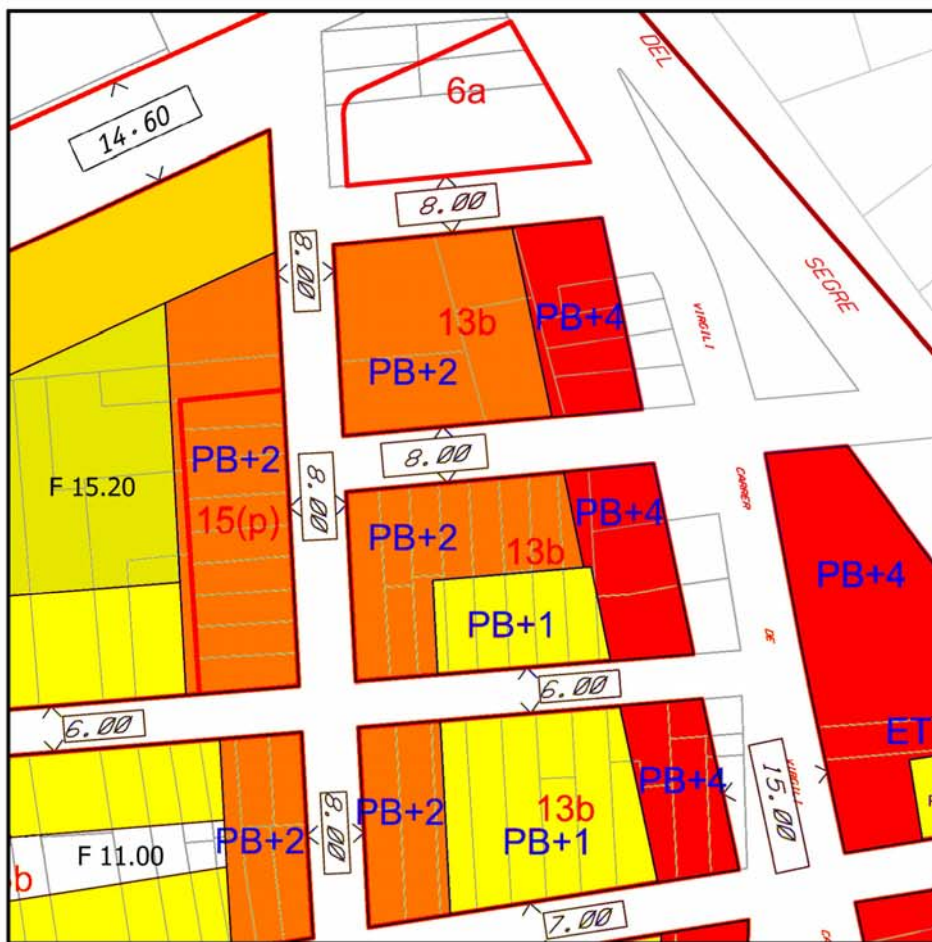 DEL
14.60
6a
8.00
8.00
SEGRE
13b
PB+4
VIRGILI
PB+2
8.00
PB+2
F 15.20
8.00
CARRER
15(p)
PB+2
PB+4
13b
PB+4
PB+1
DE
6.00
6.00
ET
VIRGILI
15.00
PB+4
PB+2
13b
PB+2
8.00
PB+1
F 11.00
b
7.00